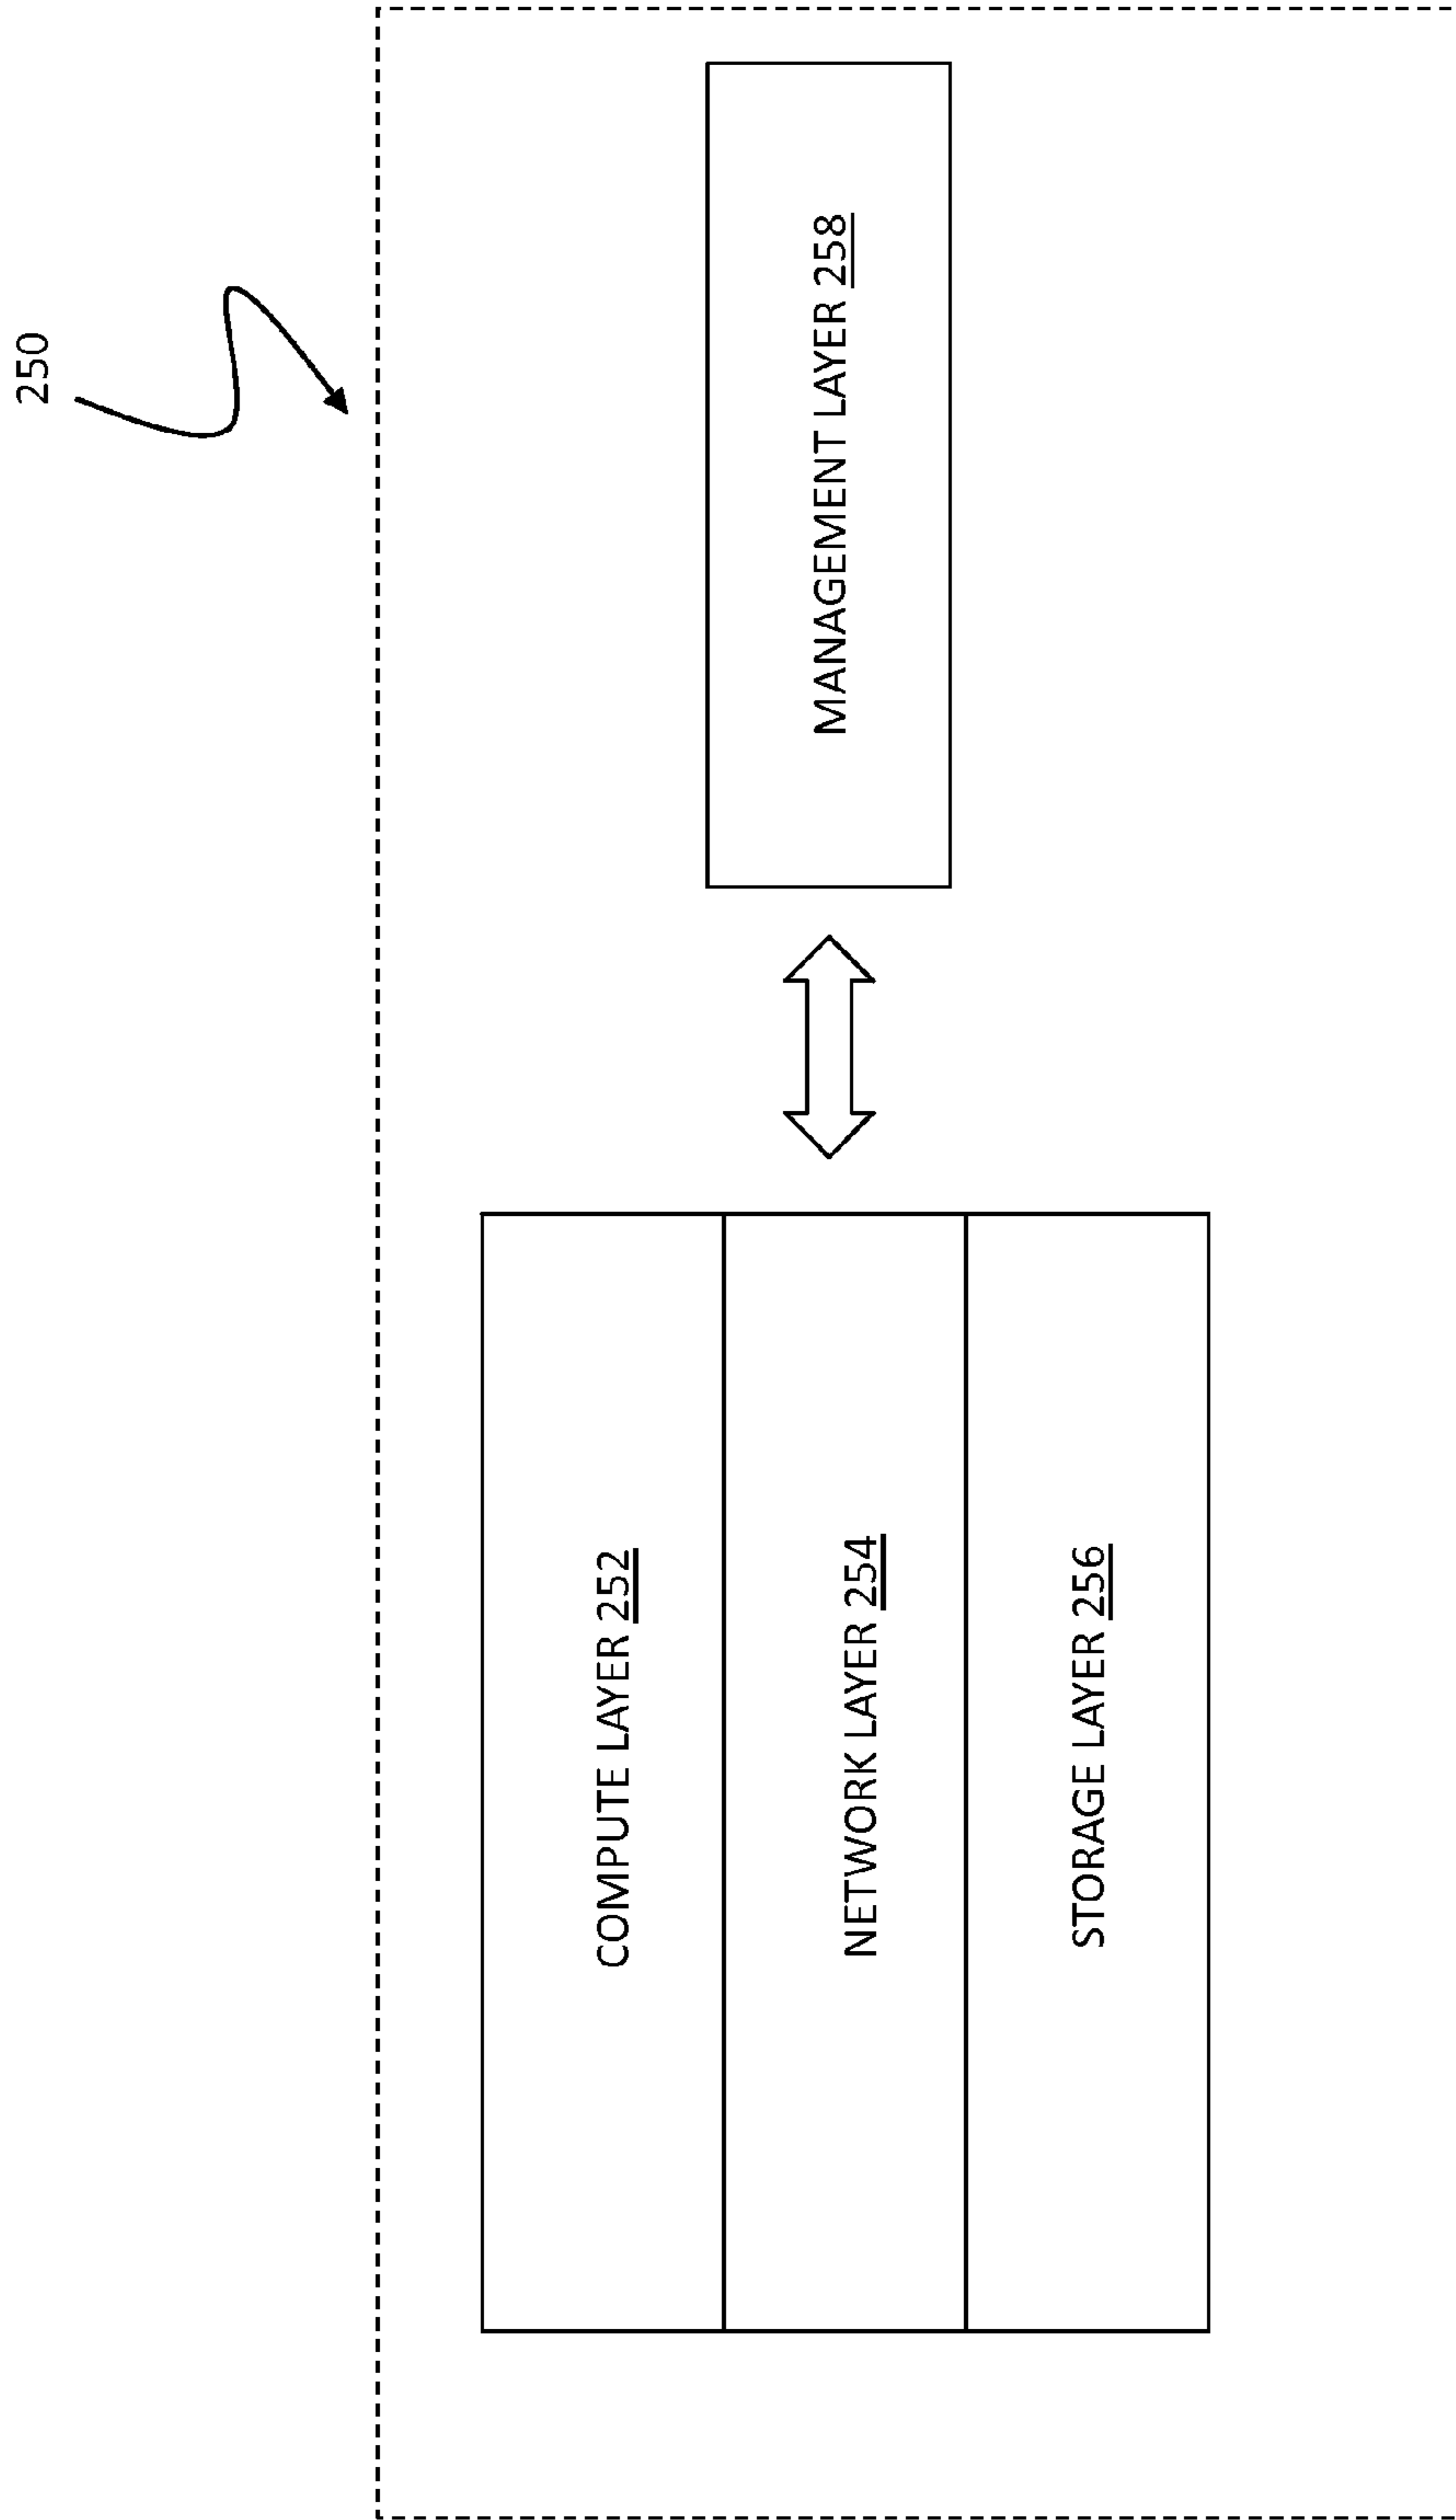 250
COMPUTE LAYER 252
NETWORK LAYER 254
STORAGE LAYER 256
MANAGEMENT LAYER 258